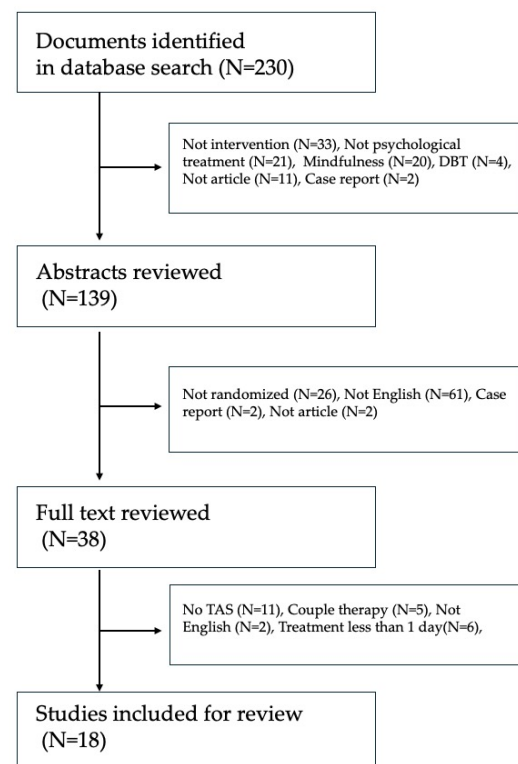 Documents identified
in database search (N=230)
Not intervention (N=33), Not psychological
treatment (N=21), Mindfulness (N=20), DBT (N=4),
Not article (N=11), Case report (N=2)
Abstracts reviewed
(N=139)
Not randomized (N=26), Not English (N=61), Case
report (N=2), Not article (N=2)
Full text reviewed
(N=38)
No TAS (N=11), Couple therapy (N=5), Not
English (N=2), Treatment less than 1 day(N=6),
Studies included for review
(N=18)